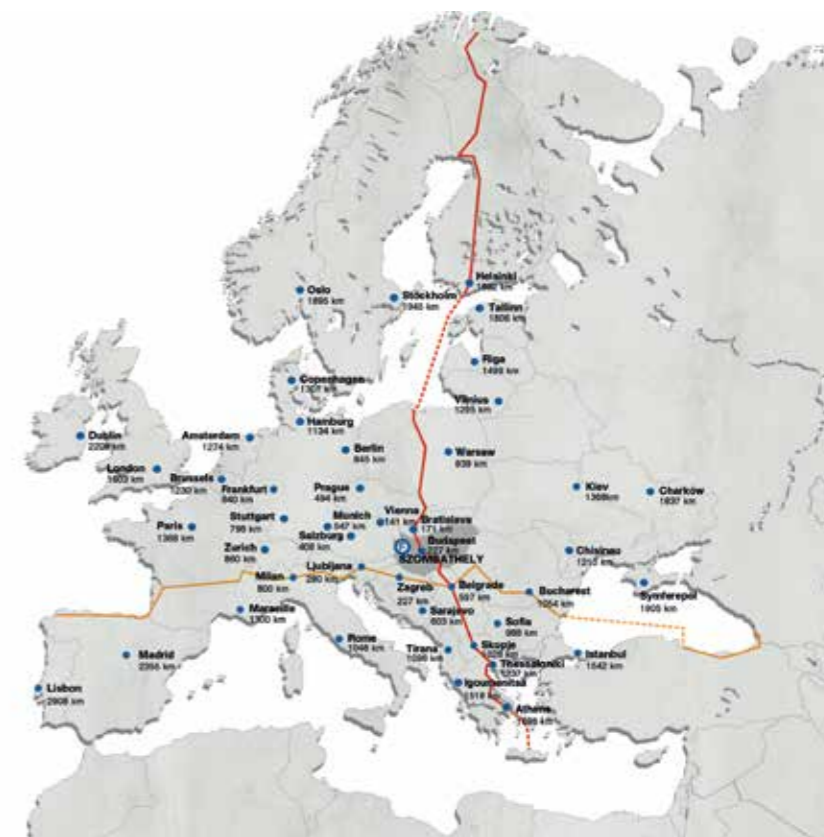 Helsinki
Oslo
1895 km
Stockholm
Tallinn
1806 km
Riga
1499 km
Copenhagen
Vilnius
1295 km
Hamburg
1134 km
Dublin
Amsterdam
1274 km
Berlin
845 km
Warsaw
839 km
London
Brussels
1230 km
Frankfurt
840 km
Prague
494 km
Kiev
1369km
Charków
1837 km
Paris
1368 km
Stuttgart
798 km
Munich
547 km
Vienna
141 km
Bratislava
171 km
Salzburg
408 km
Budapest
227 km
SZOMBATHELY
Zurich
860 km
Chisinau
Ljubljana
280 km
Milan
800 km
Zagreb
227 km
Belgrade
557 km
Bucharest
Symferopol
1905 km
Marseille
1300 km
Sarajevo
603 km
Sofia
Rome
1048 km
Madrid
Tirana
Skopje
Istanbul
1542 km
Thessaloniki
1237 km
Lisbon
Igoumenitsa
Athens